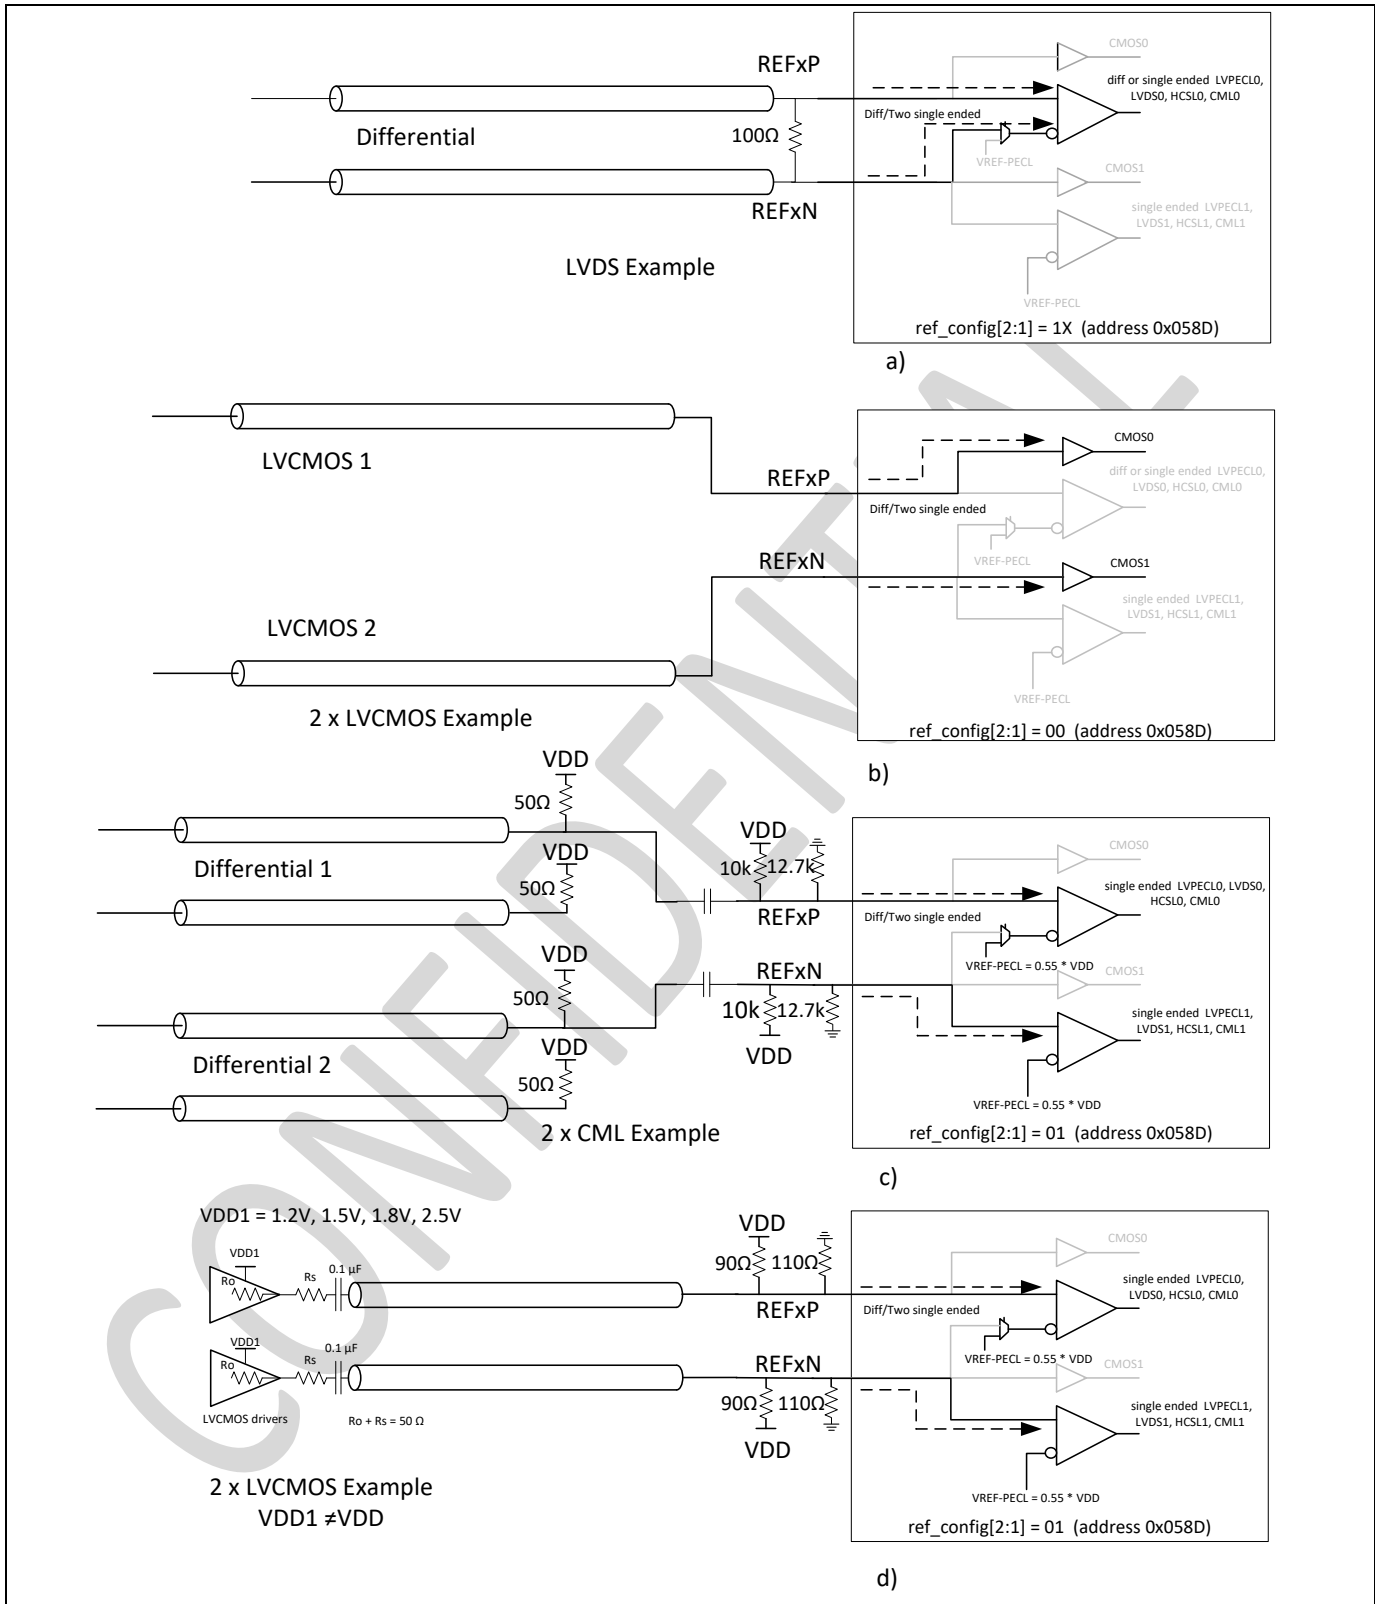 CONFIDENTIAL
REFxP
Differential
100Ω
REFxN
LVDS Example
CMOS0
diff or single ended LVPECL0,
LVDS0, HCSL0, CML0
Diff/Two single ended
VREF-PECL
CMOS1
single ended LVPECL1,
LVDS1, HCSL1, CML1
VREF-PECL
ref_config[2:1] = 1X (address 0x058D)
a)
LVCMOS 1
REFxP
REFxN
LVCMOS 2
2 x LVCMOS Example
CMOS0
diff or single ended LVPECL0,
LVDS0, HCSL0, CML0
Diff/Two single ended
VREF-PECL
CMOS1
single ended LVPECL1,
LVDS1, HCSL1, CML1
VREF-PECL
ref_config[2:1] = 00 (address 0x058D)
b)
VDD
50Ω
Differential 1
VDD
50Ω
VDD
10k
12.7k
REFxP
VDD
50Ω
REFxN
10k
12.7k
VDD
Differential 2
VDD
50Ω
2 x CML Example
CMOS0
single ended LVPECL0, LVDS0,
HCSL0, CML0
Diff/Two single ended
VREF-PECL = 0.55 * VDD
CMOS1
single ended LVPECL1,
LVDS1, HCSL1, CML1
VREF-PECL = 0.55 * VDD
ref_config[2:1] = 01 (address 0x058D)
c)
VDD1 = 1.2V, 1.5V, 1.8V, 2.5V
VDD1
Ro
Rs
0.1 µF
VDD1
Ro
Rs
0.1 µF
LVCMOS drivers
Ro + Rs = 50 Ω
VDD
90Ω
110Ω
REFxP
REFxN
90Ω
110Ω
VDD
2 x LVCMOS Example
VDD1 ≠VDD
CMOS0
single ended LVPECL0,
LVDS0, HCSL0, CML0
Diff/Two single ended
VREF-PECL = 0.55 * VDD
CMOS1
single ended LVPECL1,
LVDS1, HCSL1, CML1
VREF-PECL = 0.55 * VDD
ref_config[2:1] = 01 (address 0x058D)
d)